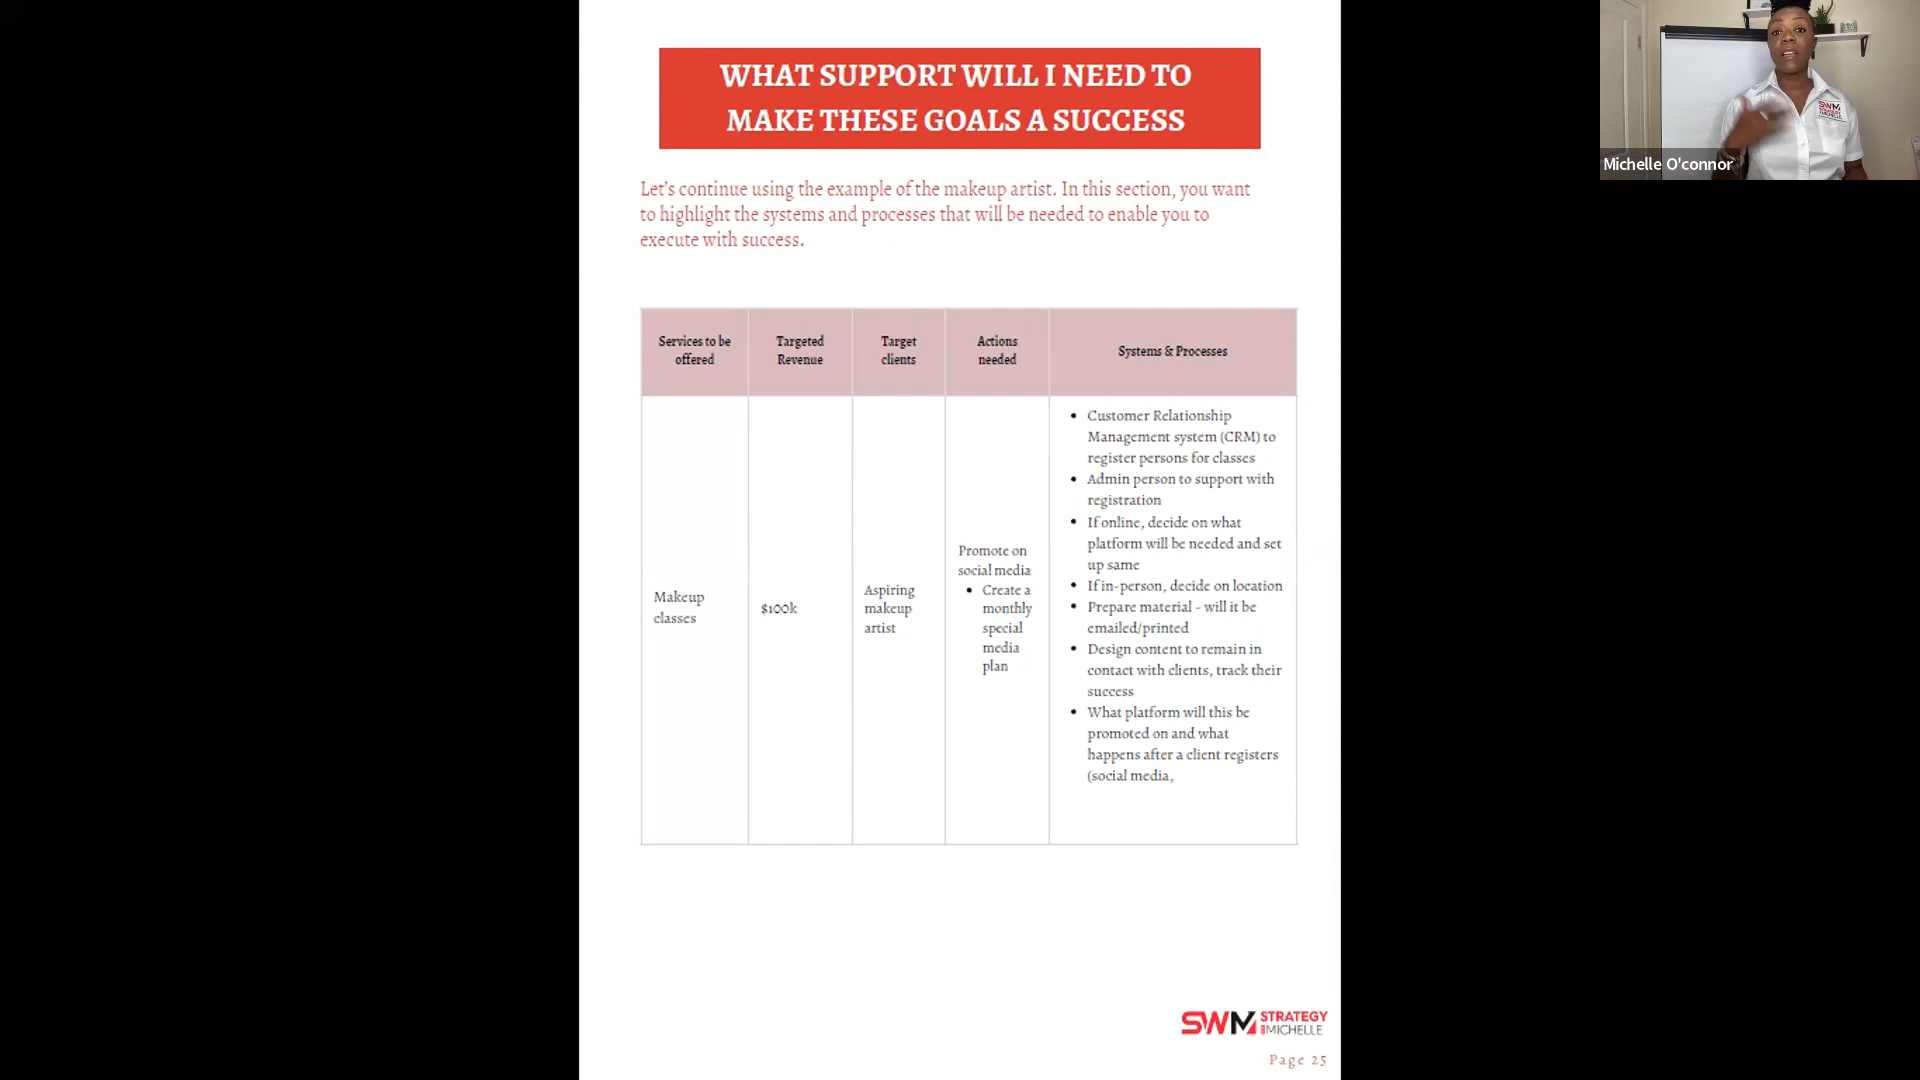 WHAT SUPPORT WILL I NEED TO
MAKE THESE GOALS A SUCCESS
Let's continue using the example of the makeup artist. In this section, you want
to highlight the systems and processes that will be needed to enable you to
execute with success.
Services to be
offered
Targeted
Revenue
Target
clients
Actions
needed
Systems & Processes
Makeup
classes
$100k
Aspiring
makeup
artist
Promote on
social media
• Create a
monthly
special
media
plan
• Customer Relationship
Management system (CRM) to
register persons for classes
• Admin person to support with
registration
• If online, decide on what
platform will be needed and set
up same
• If in-person, decide on location
• Prepare material - will it be
emailed/printed
• Design content to remain in
contact with clients, track their
success
• What platform will this be
promoted on and what
happens after a client registers
(social media,
SWM STRATEGY
WITH MICHELLE
Page 25
SWM
STRATEGY
MICHELLE
Michelle O'connor